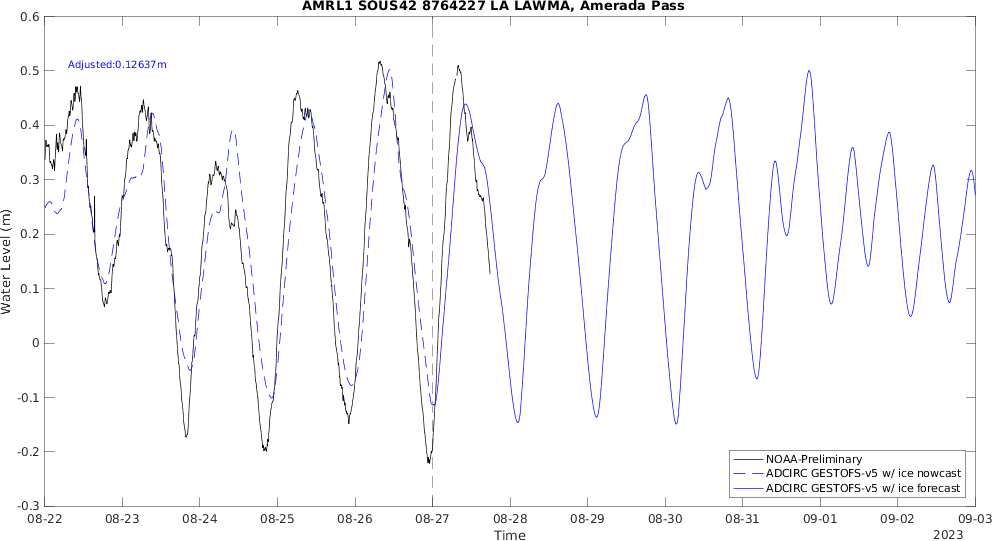 AMRL1 SOUS42 8764227 LA LAWMA, Amerada Pass
Adjusted:0.12637m
0.6
0.5
0.4
0.3
0.2
0.1
0
-0.1
-0.2
-0.3
Water Level (m)
NOAA-Preliminary
ADCIRC GESTOFS-v5 w/ ice nowcast
ADCIRC GESTOFS-v5 w/ ice forecast
08-22 08-23 08-24 08-25 08-26 08-27 08-28 08-29 08-30 08-31 09-01 09-02 09-03
Time
2023